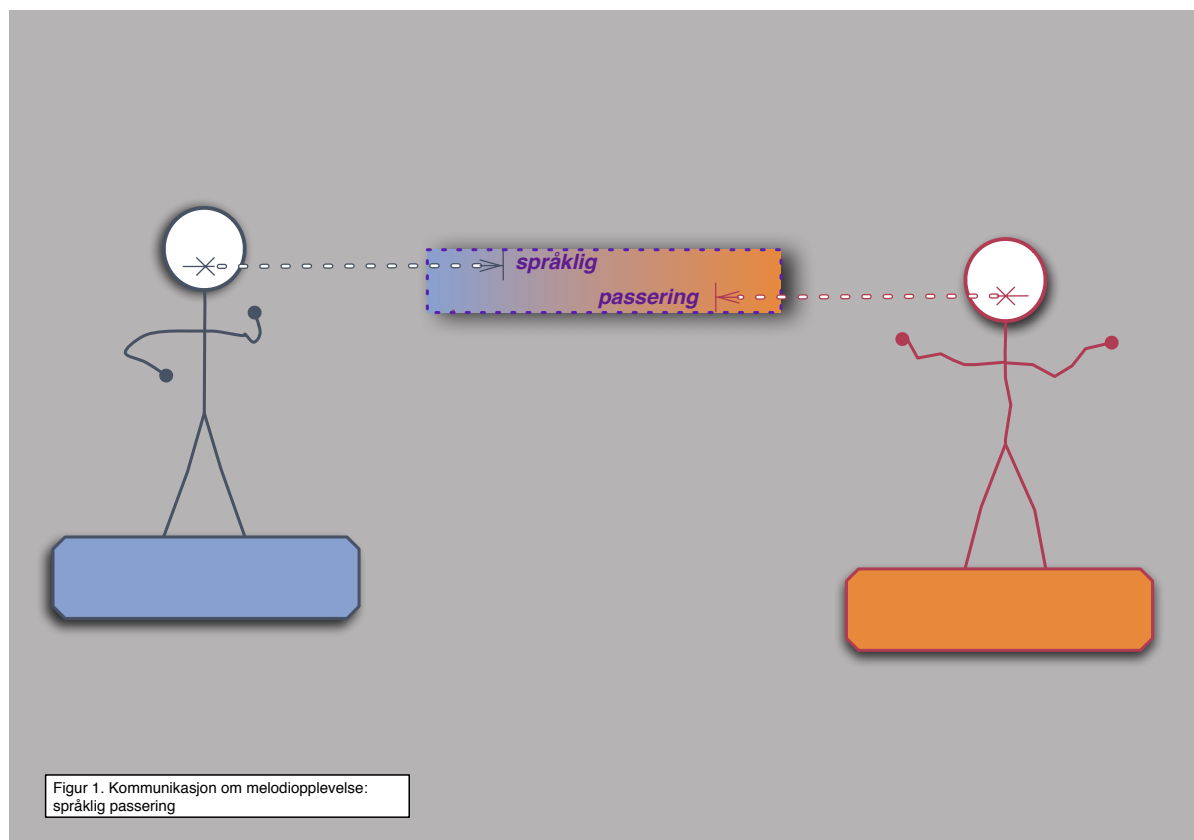 språklig
passering
Figur 1. Kommunikasjon om melodiopplevelse:
språklig passering